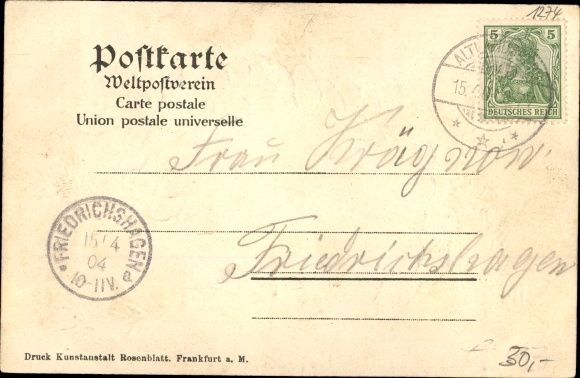 1274
Postkarte
Weltpostverein
Carte postale
Union postale universelle
5 5
DEUTSCHES REICH
ALTL
15.4
Frau
Friedrichshagen
FRIEDRICHSHAGEN
15/4
04
10-11V.
Druck Kunstanstalt Rosenblatt. Frankfurt a. M.
30,-